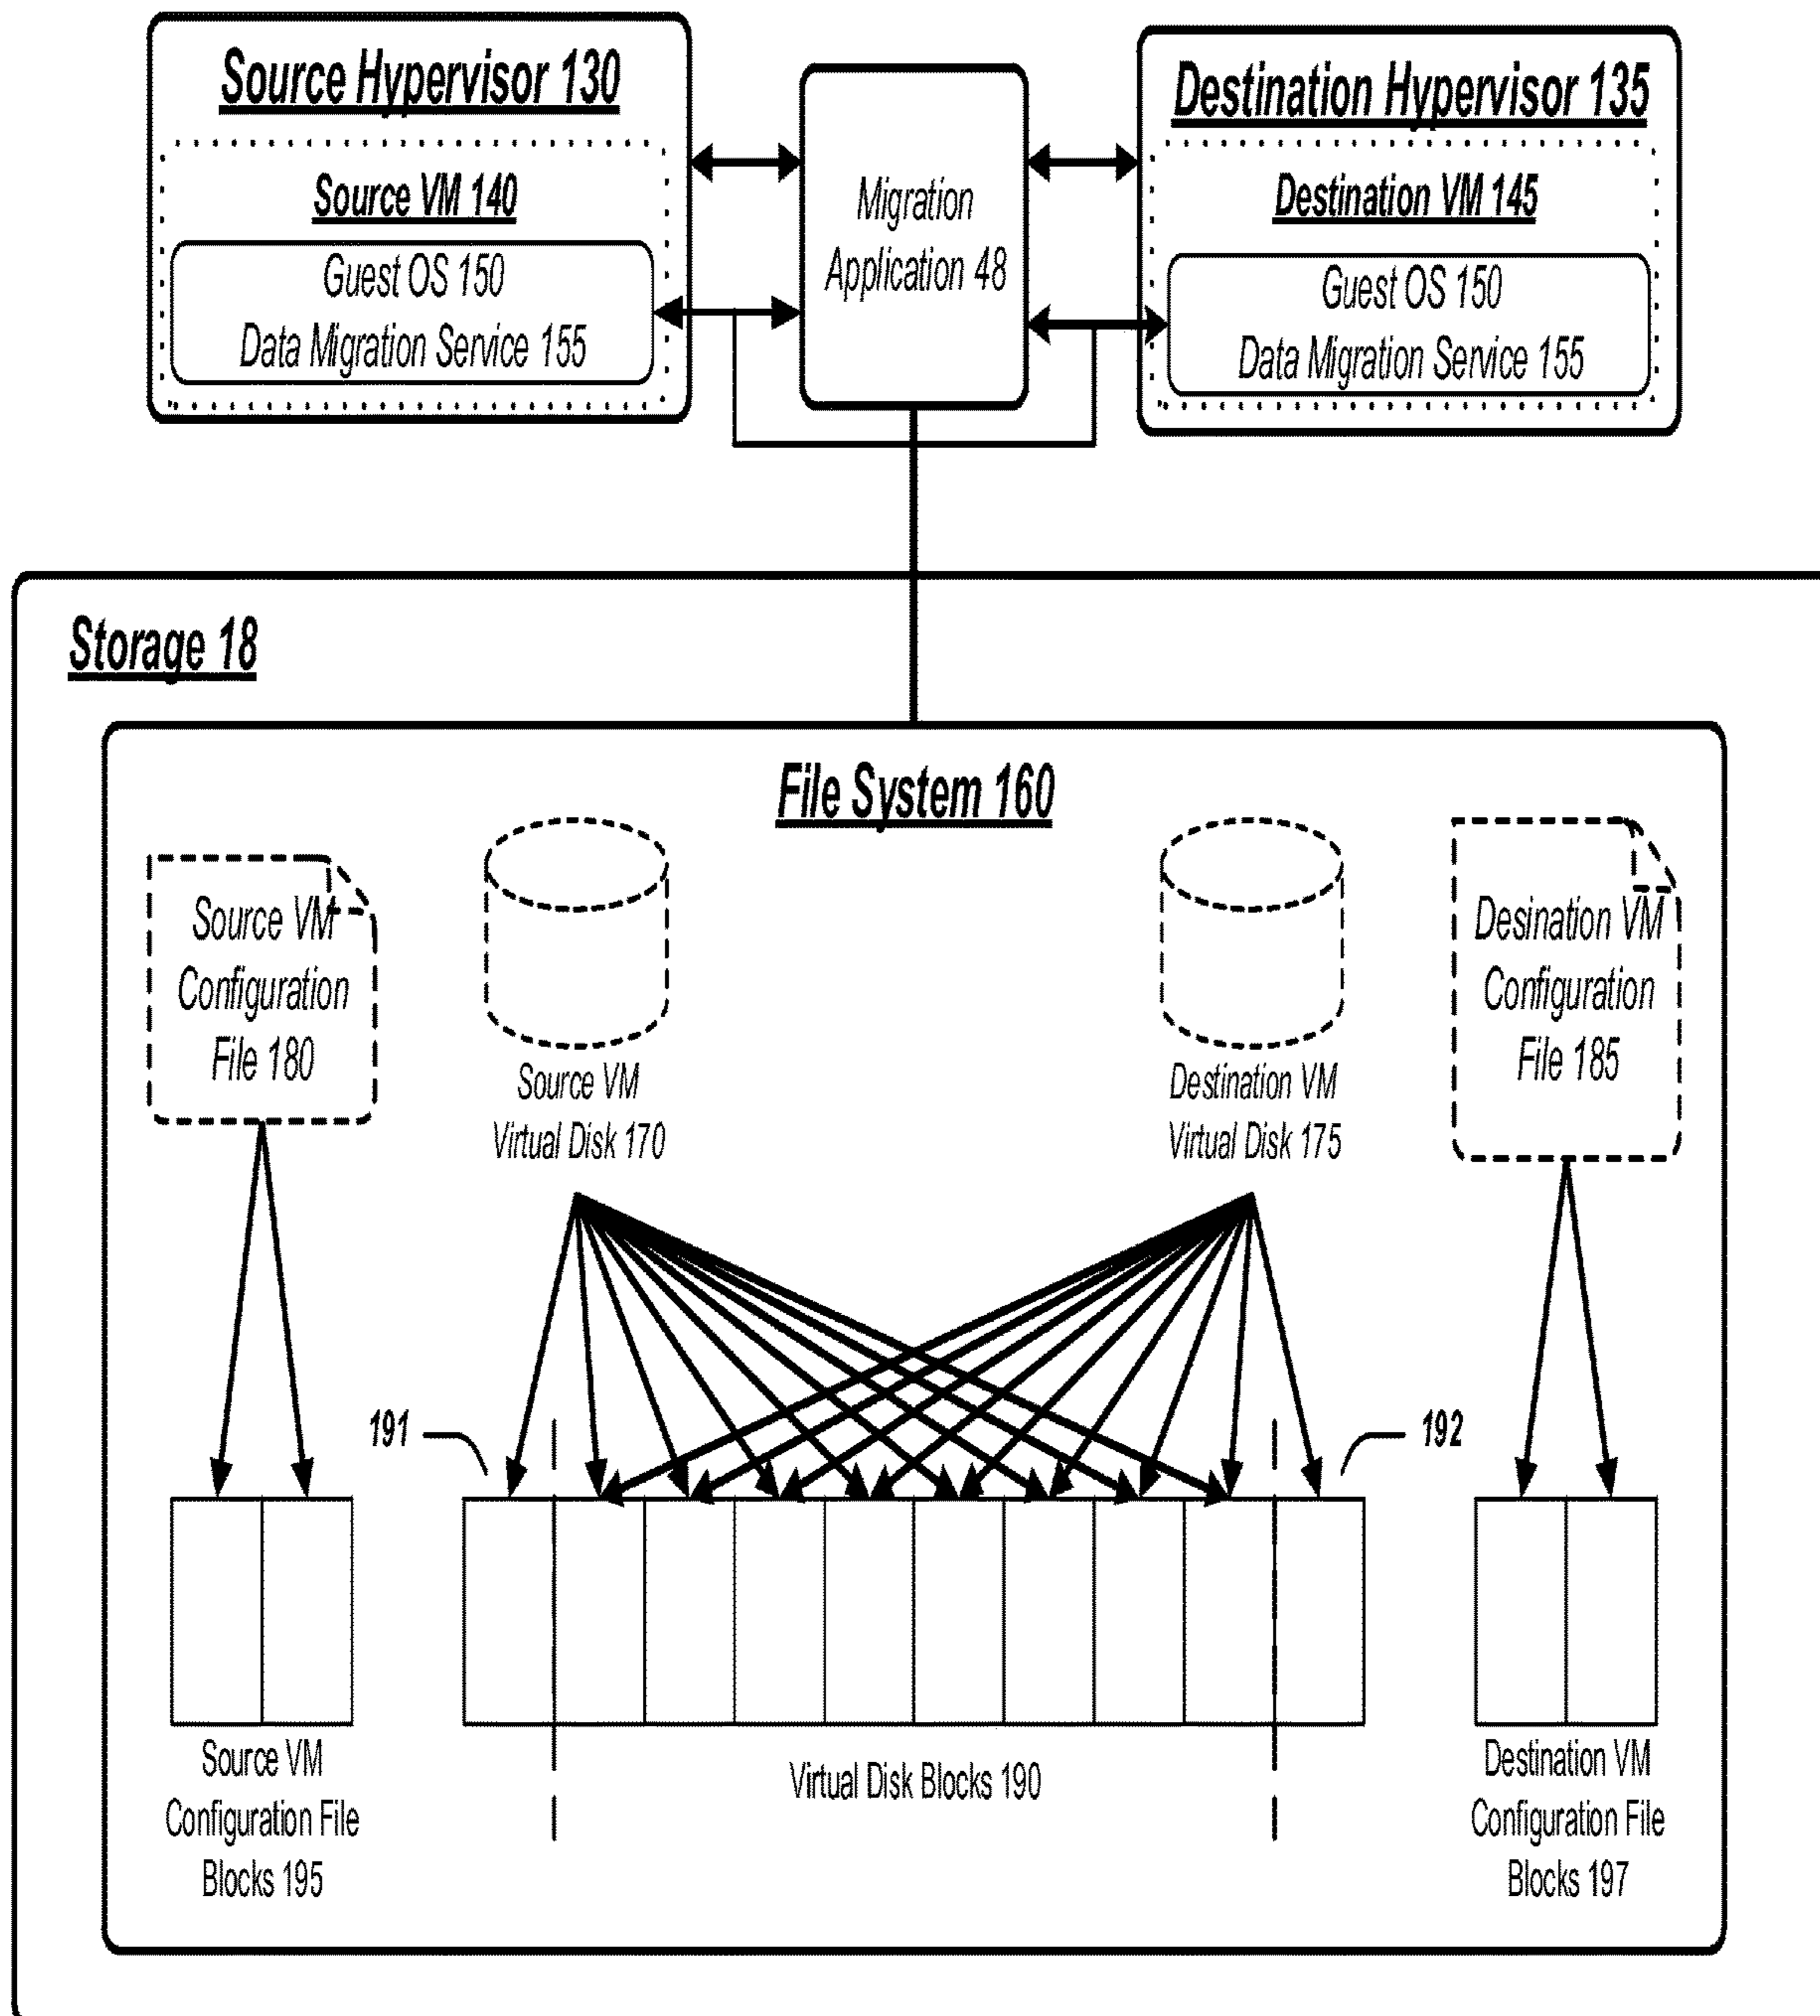 Source Hypervisor 130
Source VM 140
Guest OS 150
Data Migration Service 155
Migration
Application 48
Destination Hypervisor 135
Destination VM 145
Guest OS 150
Data Migration Service 155
Storage 18
File System 160
Source VM
Configuration
File 180
Source VM
Virtual Disk 170
Destination VM
Virtual Disk 175
Desination VM
Configuration
File 185
191
192
Source VM
Configuration File
Blocks 195
Virtual Disk Blocks 190
Destination VM
Configuration File
Blocks 197